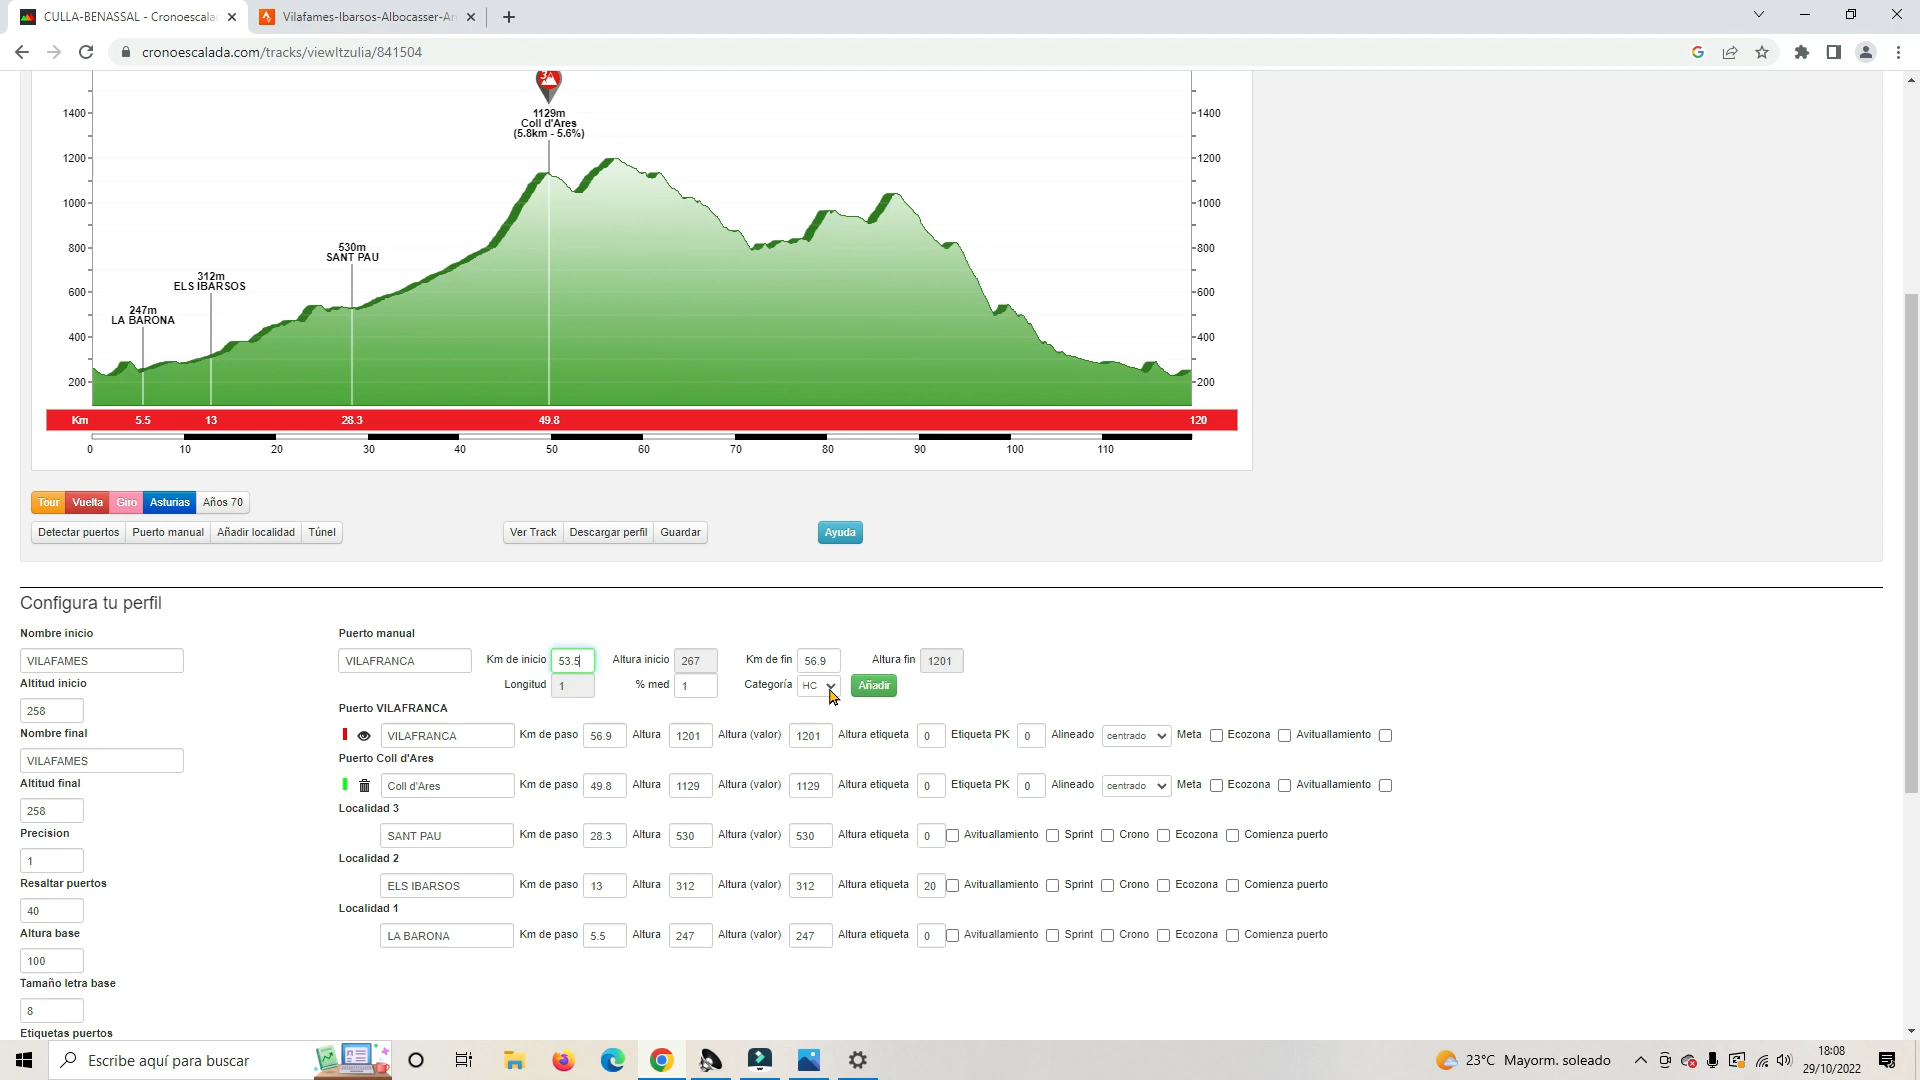 CULLA-BENASSAL - Cronoescala
Vilafames-Ibarsos-Albocasser-Ar
cronoescalada.com/tracks/viewItzulia/841504
1129m
Coll d'Ares
(5.8km - 5.6%)
530m
SANT PAU
312m
ELS IBARSOS
247m
LA BARONA
1400 1400
1200 1200
1000 1000
800 800
600 600
400 400
200 200
Km 5.5 13 28.3 49.8 120
0 10 20 30 40 50 60 70 80 90 100 110
Tour Vuelta Giro Asturias Años 70
Detectar puertos Puerto manual Añadir localidad Túnel Ver Track Descargar perfil Guardar Ayuda
Configura tu perfil
Nombre inicio
VILAFAMES
Altitud inicio
258
Nombre final
VILAFAMES
Altitud final
258
Precision
1
Resaltar puertos
40
Altura base
100
Tamaño letra base
8
Etiquetas puertos
Puerto manual
VILAFRANCA Km de inicio 53.5 Altura inicio 267 Km de fin 56.9 Altura fin 1201
Longitud 1 % med 1 Categoría HC Añadir
Puerto VILAFRANCA
VILAFRANCA Km de paso 56.9 Altura 1201 Altura (valor) 1201 Altura etiqueta 0 Etiqueta PK 0 Alineado centrado Meta Ecozona Avituallamiento
Puerto Coll d'Ares
Coll d'Ares Km de paso 49.8 Altura 1129 Altura (valor) 1129 Altura etiqueta 0 Etiqueta PK 0 Alineado centrado Meta Ecozona Avituallamiento
Localidad 3
SANT PAU Km de paso 28.3 Altura 530 Altura (valor) 530 Altura etiqueta 0 Avituallamiento Sprint Crono Ecozona Comienza puerto
Localidad 2
ELS IBARSOS Km de paso 13 Altura 312 Altura (valor) 312 Altura etiqueta 20 Avituallamiento Sprint Crono Ecozona Comienza puerto
Localidad 1
LA BARONA Km de paso 5.5 Altura 247 Altura (valor) 247 Altura etiqueta 0 Avituallamiento Sprint Crono Ecozona Comienza puerto
Escribe aquí para buscar
23°C Mayorm. soleado
18:08
29/10/2022